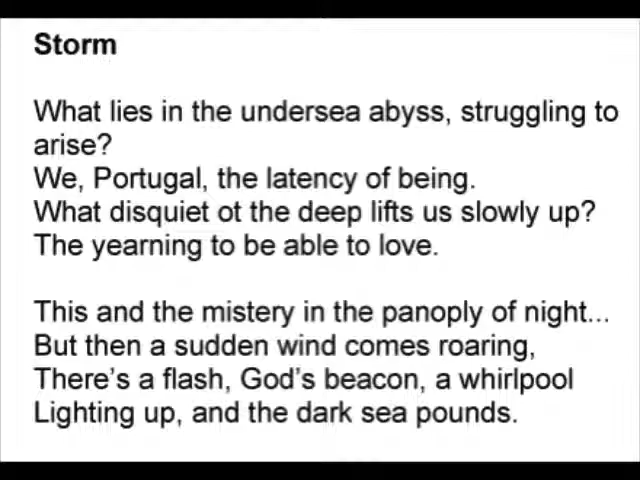 Storm
What lies in the undersea abyss, struggling to
arise?
We, Portugal, the latency of being.
What disquiet ot the deep lifts us slowly up?
The yearning to be able to love.
This and the mistery in the panoply of night...
But then a sudden wind comes roaring,
There's a flash, God's beacon, a whirlpool
Lighting up, and the dark sea pounds.